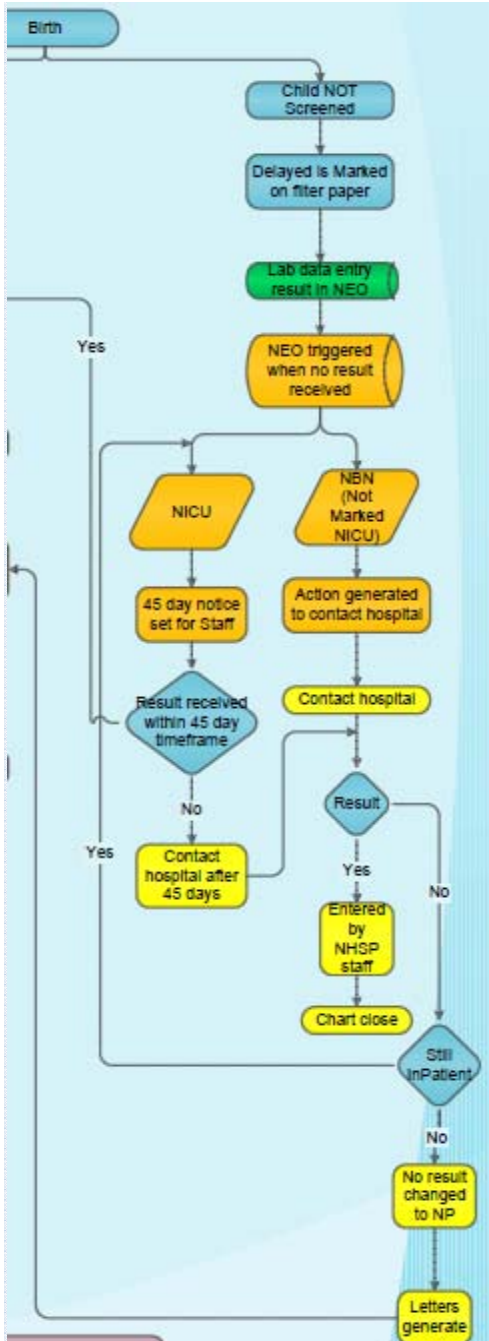 Birth
Child NOT
Screened
Delayed is Marked
on filter paper
Lab data entry
result in NEO
Yes
NEO triggered
when no result
received
NICU
NBN
(Not
Marked
NICU)
45 day notice
set for Staff
Action generated
to contact hospital
Result received
within 45 day
timeframe
Contact hospital
No
Result
Yes
Contact
hospital after
45 days
Yes
No
Entered
by
NHSP
staff
Chart close
Still
InPatient
No
No result
changed
to NP
Letters
generate